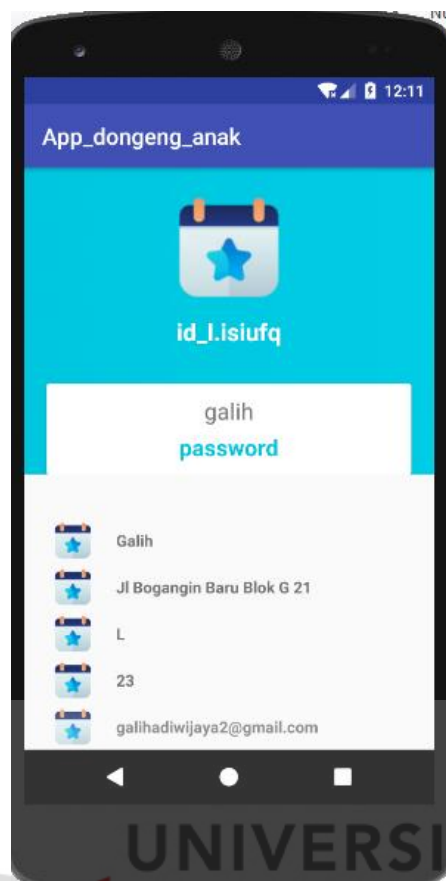 12:11
App_dongeng_anak
id_l.isiufq
galih
password
Galih
Jl Bogangin Baru Blok G 21
L
23
galihadiwijaya2@gmail.com
UNIVERSI